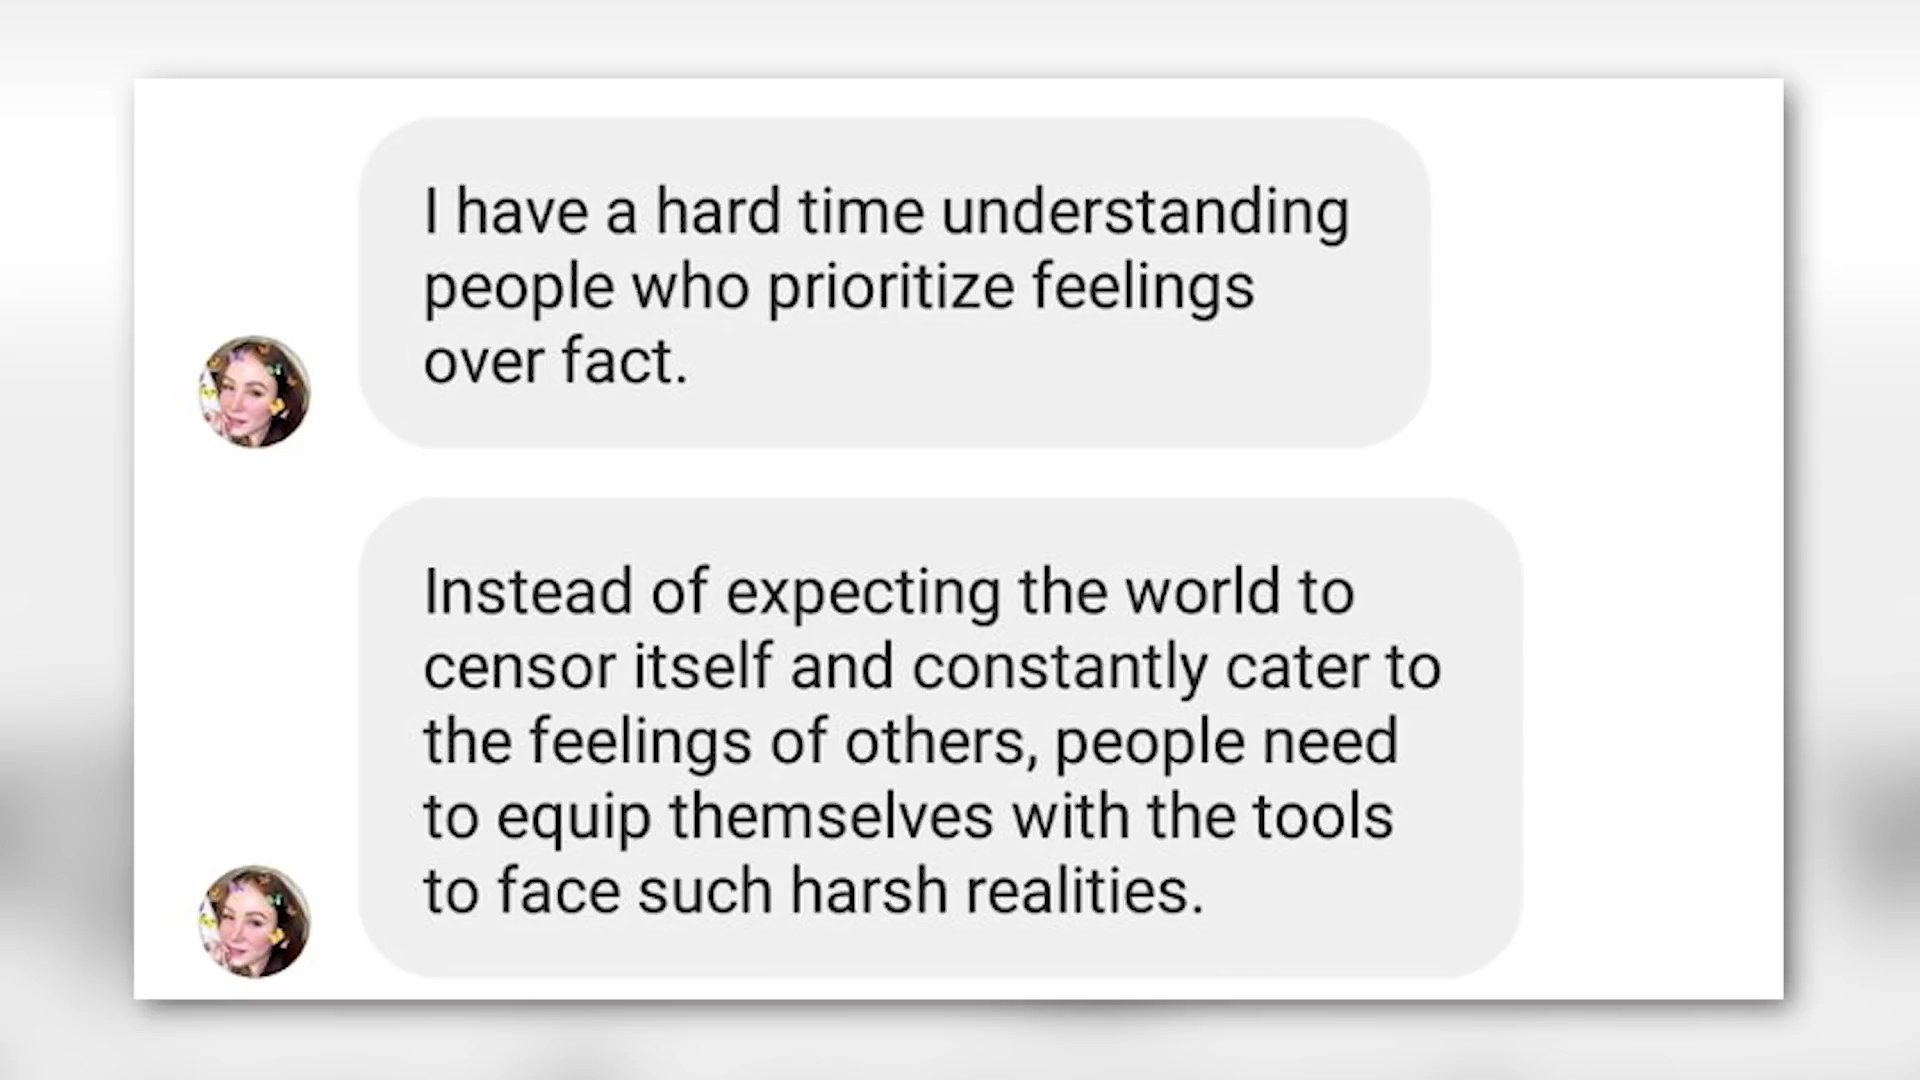 I have a hard time understanding
people who prioritize feelings
over fact.
Instead of expecting the world to
censor itself and constantly cater to
the feelings of others, people need
to equip themselves with the tools
to face such harsh realities.